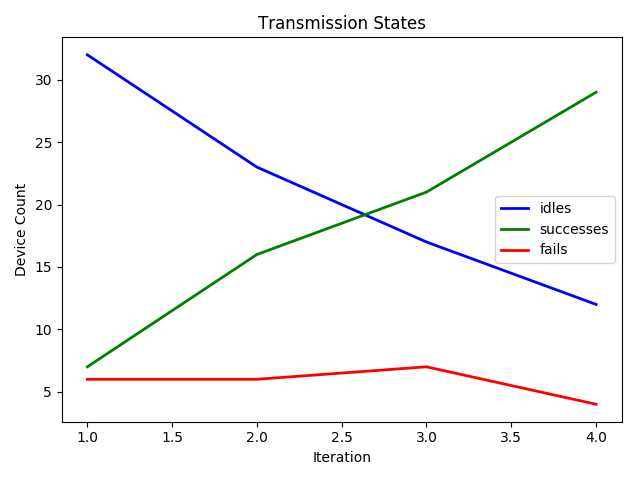 Transmission States
Device Count
30
25
20
15
10
5
idles
successes
fails
1.0 1.5 2.0 2.5 3.0 3.5 4.0
Iteration